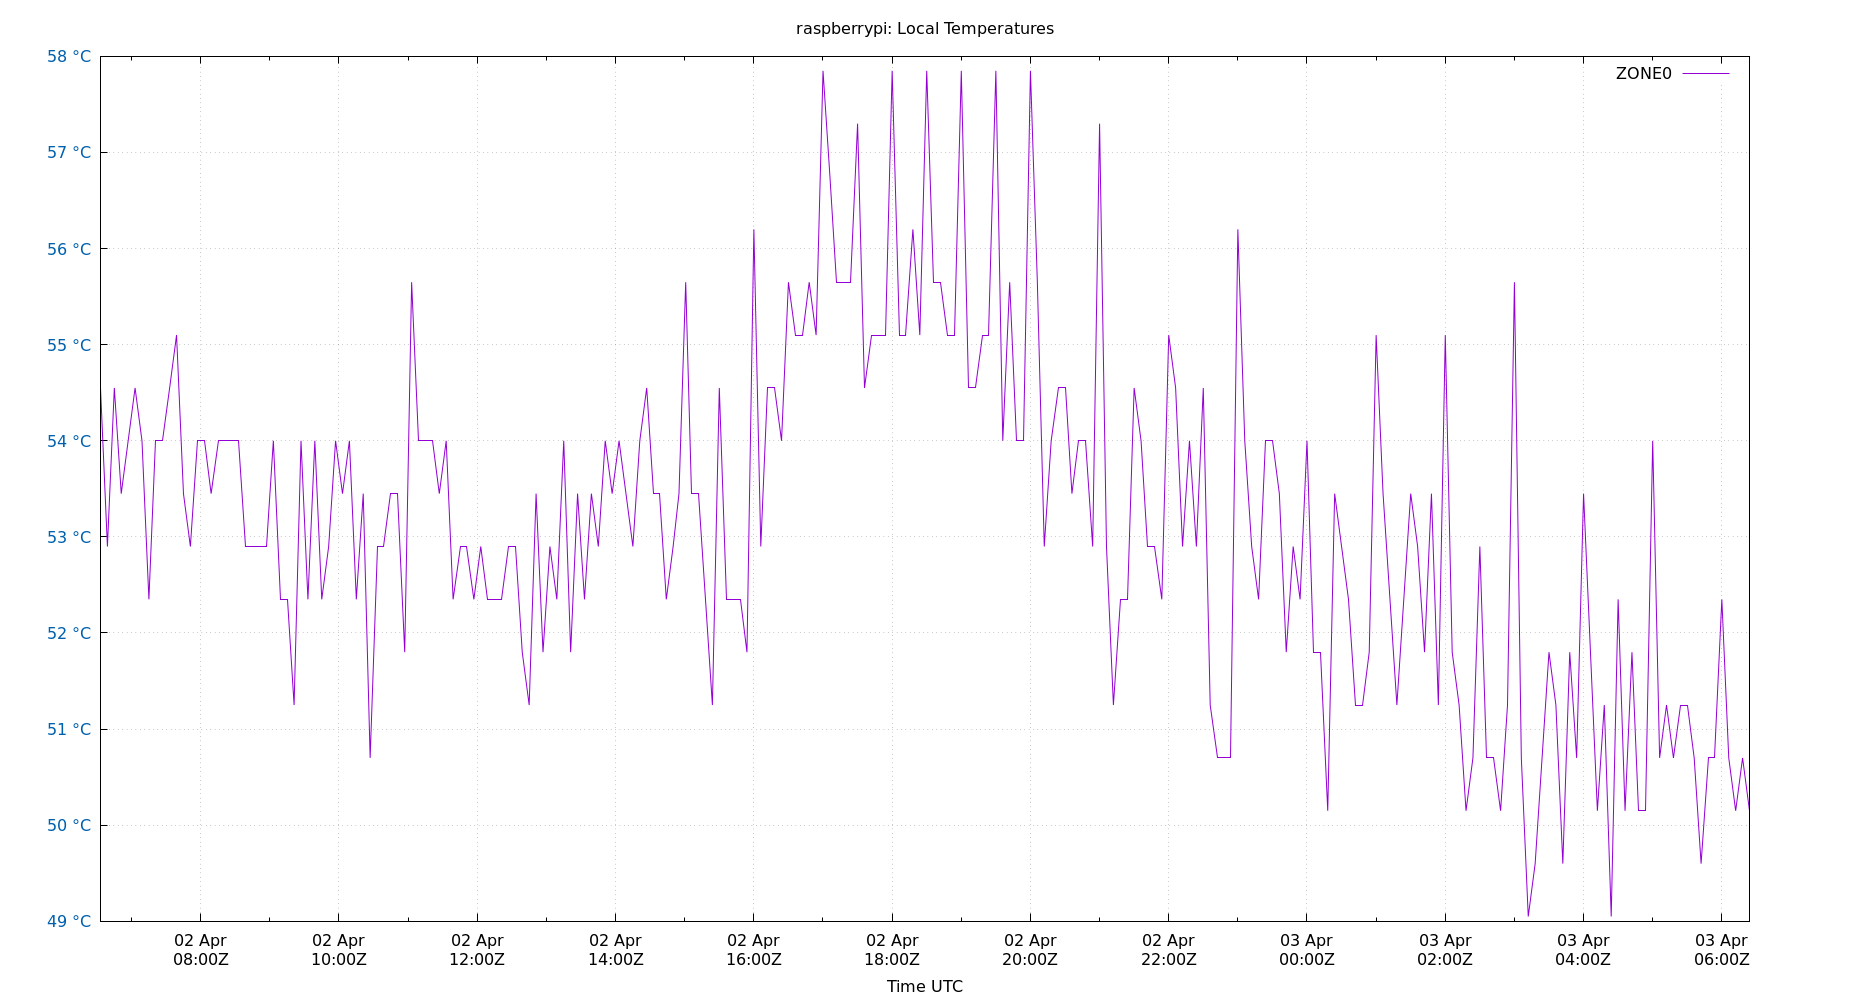 raspberrypi: Local Temperatures
58 °C
ZONE0
57 °C
56 °C
55 °C
54 °C
53 °C
52 °C
51 °C
50 °C
49 °C
02 Apr 02 Apr 02 Apr 02 Apr 02 Apr 02 Apr 02 Apr 02 Apr 03 Apr 03 Apr 03 Apr 03 Apr
08:00Z 10:00Z 12:00Z 14:00Z 16:00Z 18:00Z 20:00Z 22:00Z 00:00Z 02:00Z 04:00Z 06:00Z
Time UTC